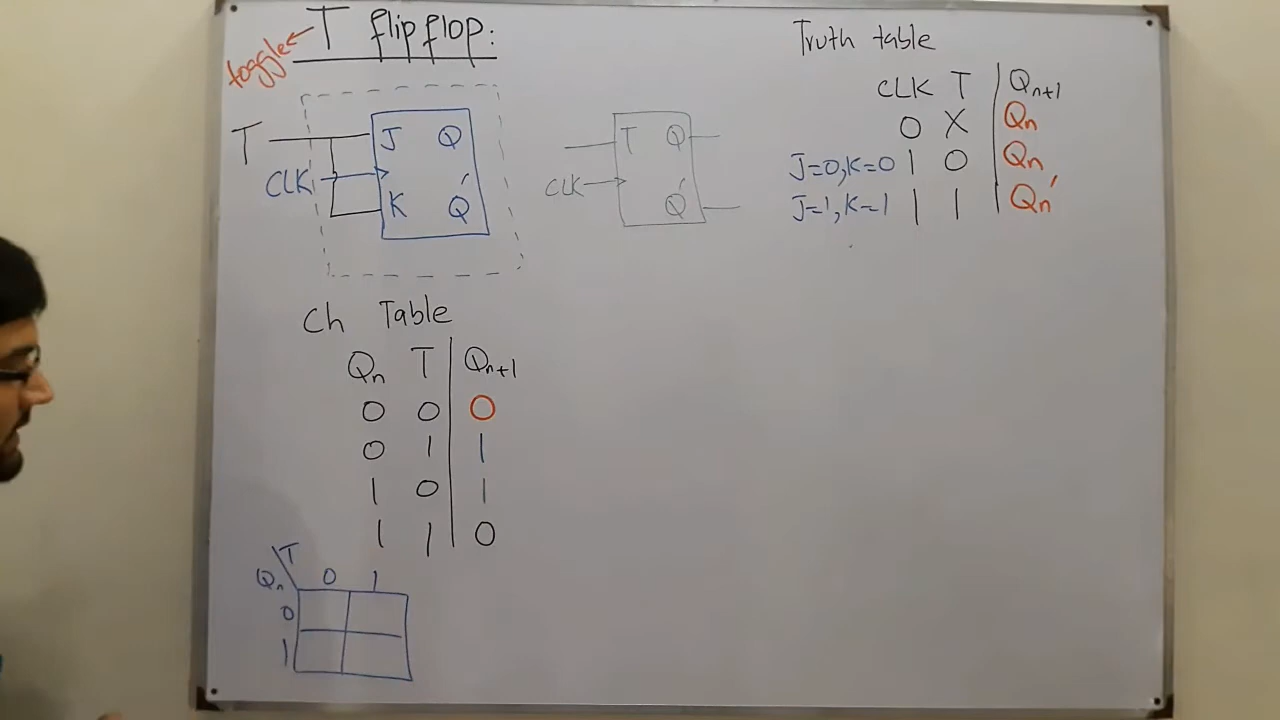 T flip flop:
toggle
T
J Q
CLK
K Q'
T Q
CLK
Q'
Truth table
CLK T Qn+1
0 X Qn
J=0,K=0 1 0 Qn
J=1,K=1 1 1 Qn'
Ch Table
Qn T Qn+1
0 0 0
0 1 1
1 0 1
1 1 0
T
Qn 0 1
0
1